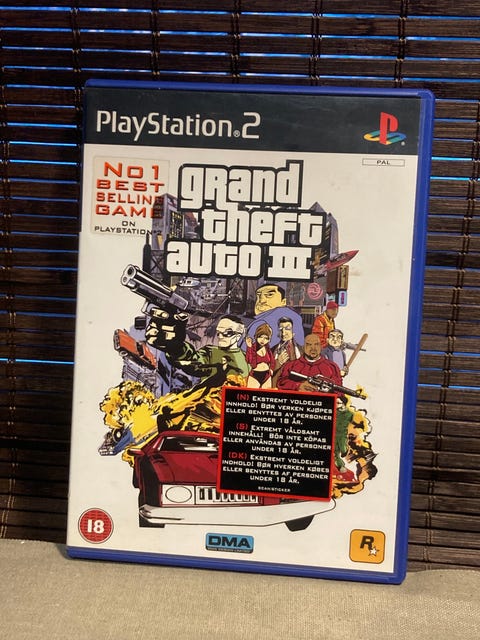 PlayStation®2
PAL
No1
BEST
SELLING
GAME
ON
PLAYSTATION
grand
theft
auto III
(N) Ekstremt voldelig
innhold! Bør verken kjøpes
eller benyttes av personer
under 18 år.
(S) Extremt våldsamt
innehåll! Bör inte köpas
eller användas av personer
under 18 år.
(DK) Ekstremt voldeligt
indhold! Bør hverken købes
eller benyttes af personer
under 18 år.
SCAN/STICKER
18
DMA
R